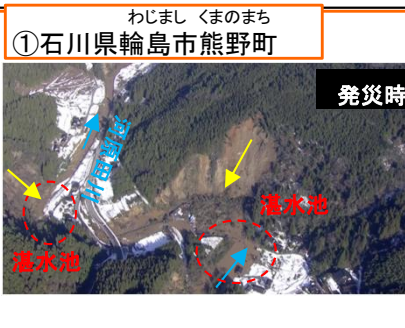 わじまし くまのまち
①石川県輪島市熊野町
発災時
河原田川
湛水池
湛水池